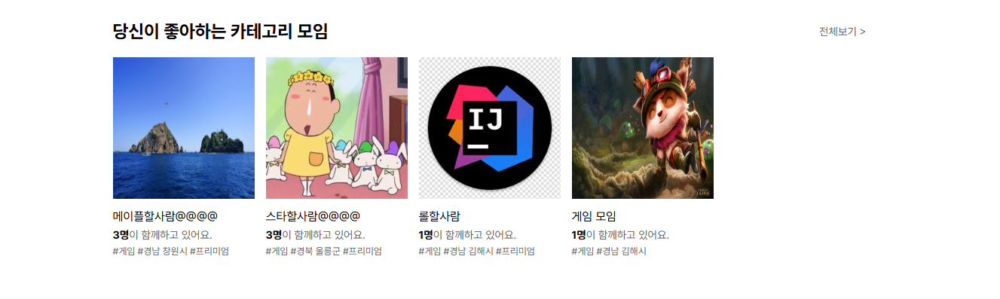 당신이 좋아하는 카테고리 모임
전체보기 >
IJ
메이플할사람@@@@
3명이 함께하고 있어요.
#게임 #경남 창원시 #프리미엄
스타할사람@@@@
3명이 함께하고 있어요.
#게임 #경북 울릉군 #프리미엄
롤할사람
1명이 함께하고 있어요.
#게임 #경남 김해시 #프리미엄
게임 모임
1명이 함께하고 있어요.
#게임 #경남 김해시